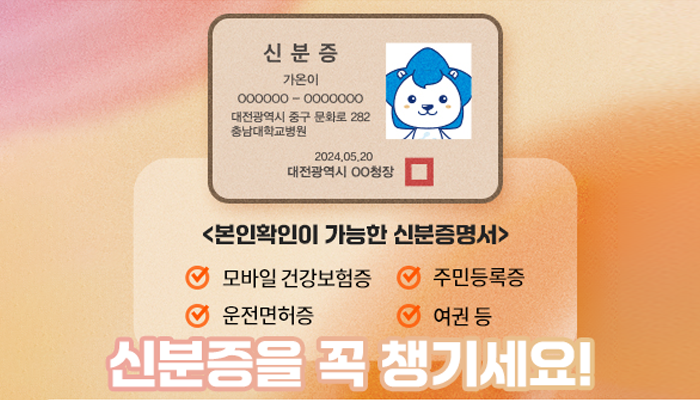 신분증
가온이
OOOOOO - OOOOOOO
대전광역시 중구 문화로 282
충남대학교병원
2024.05.20
대전광역시 OO청장
<본인확인이 가능한 신분증명서>
모바일 건강보험증
주민등록증
운전면허증
여권 등
신분증을 꼭 챙기세요!